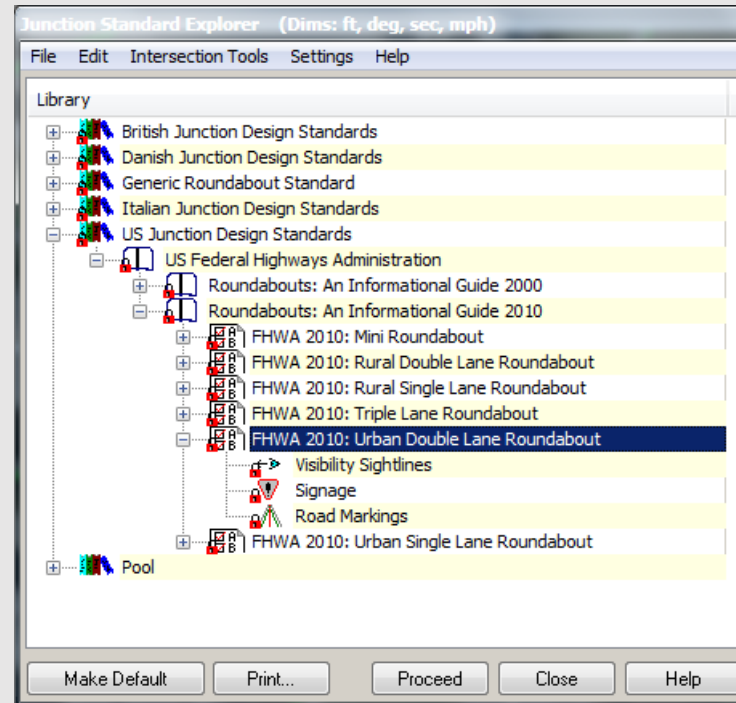 Junction Standard Explorer (Dims: ft, deg, sec, mph)
File Edit Intersection Tools Settings Help
Library
British Junction Design Standards
Danish Junction Design Standards
Generic Roundabout Standard
Italian Junction Design Standards
US Junction Design Standards
US Federal Highways Administration
Roundabouts: An Informational Guide 2000
Roundabouts: An Informational Guide 2010
FHWA 2010: Mini Roundabout
FHWA 2010: Rural Double Lane Roundabout
FHWA 2010: Rural Single Lane Roundabout
FHWA 2010: Triple Lane Roundabout
FHWA 2010: Urban Double Lane Roundabout
Visibility Sightlines
Signage
Road Markings
FHWA 2010: Urban Single Lane Roundabout
Pool
Make Default Print... Proceed Close Help